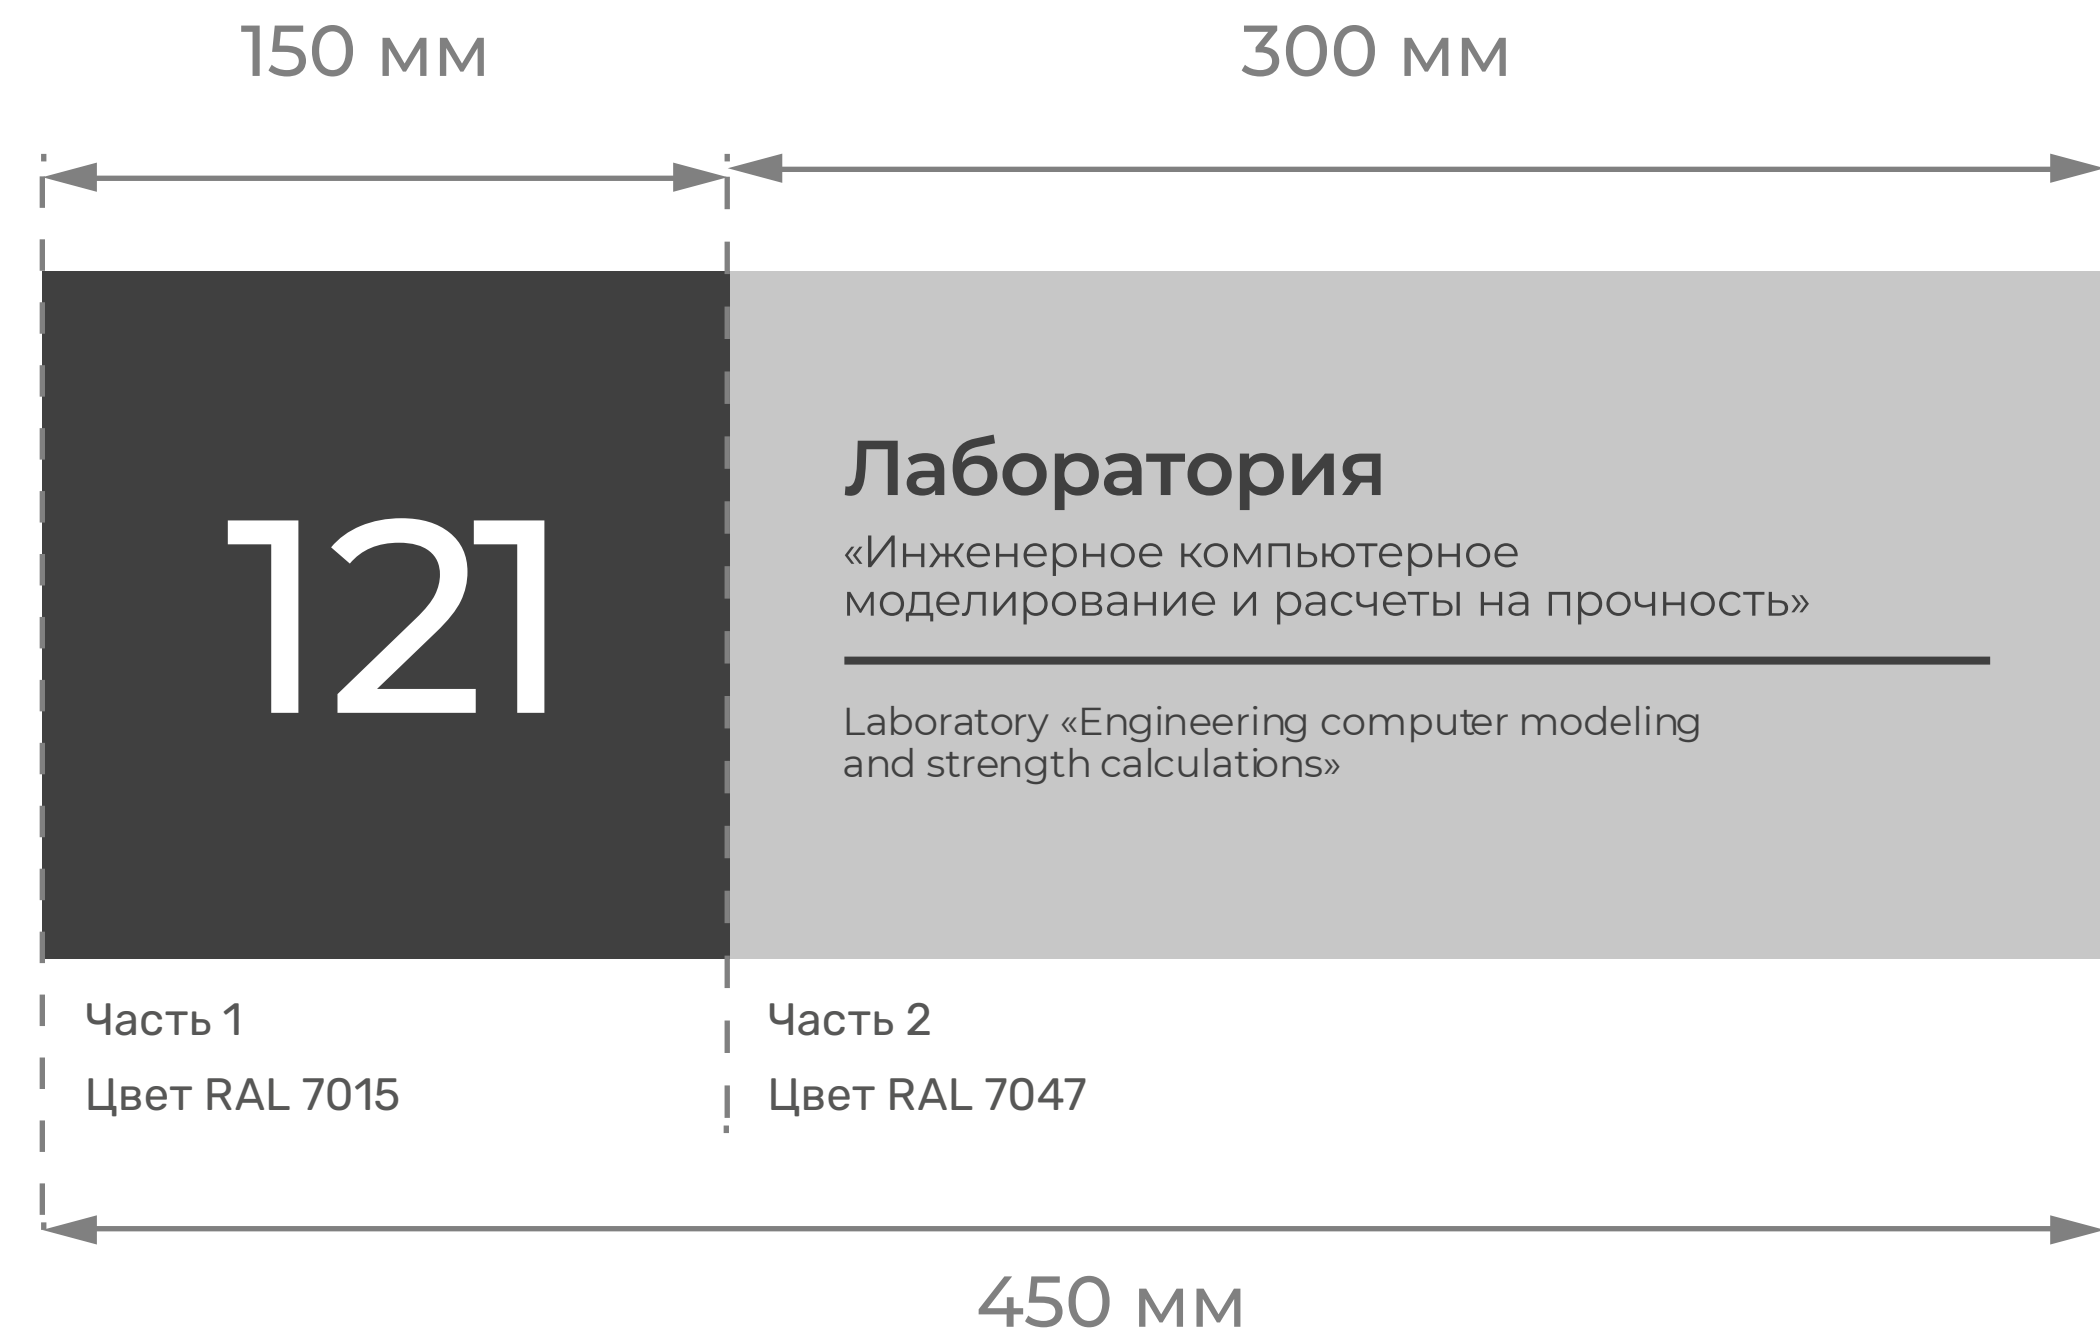 150 мм
300 мм
121
Лаборатория
«Инженерное компьютерное
моделирование и расчеты на прочность»
Laboratory «Engineering computer modeling
and strength calculations»
Часть 1
Цвет RAL 7015
Часть 2
Цвет RAL 7047
450 мм